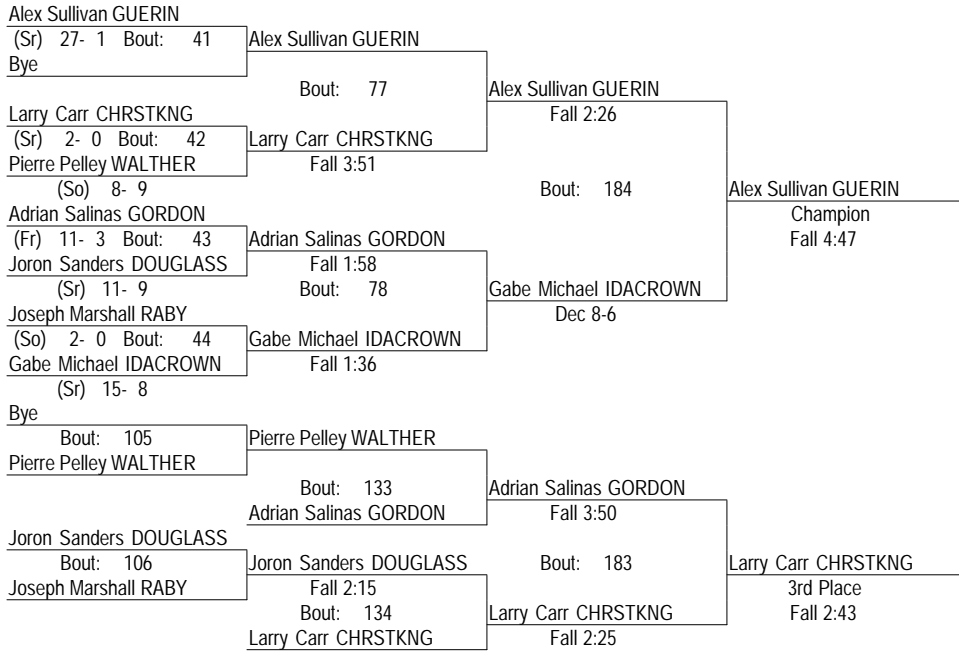 Alex Sullivan GUERIN
(Sr) 27- 1 Bout: 41 Alex Sullivan GUERIN
Bye
Bout: 77 Alex Sullivan GUERIN
Larry Carr CHRSTKNG Fall 2:26
(Sr) 2- 0 Bout: 42 Larry Carr CHRSTKNG
Pierre Pelley WALTHER Fall 3:51
(So) 8- 9 Bout: 184 Alex Sullivan GUERIN
Adrian Salinas GORDON Champion
(Fr) 11- 3 Bout: 43 Adrian Salinas GORDON Fall 4:47
Joron Sanders DOUGLASS Fall 1:58
(Sr) 11- 9 Bout: 78 Gabe Michael IDACROWN
Joseph Marshall RABY Dec 8-6
(So) 2- 0 Bout: 44 Gabe Michael IDACROWN
Gabe Michael IDACROWN Fall 1:36
(Sr) 15- 8
Bye
Bout: 105 Pierre Pelley WALTHER
Pierre Pelley WALTHER
Bout: 133 Adrian Salinas GORDON
Adrian Salinas GORDON Fall 3:50
Joron Sanders DOUGLASS
Bout: 106 Joron Sanders DOUGLASS Bout: 183 Larry Carr CHRSTKNG
Joseph Marshall RABY Fall 2:15 3rd Place
Bout: 134 Larry Carr CHRSTKNG Fall 2:43
Larry Carr CHRSTKNG Fall 2:25